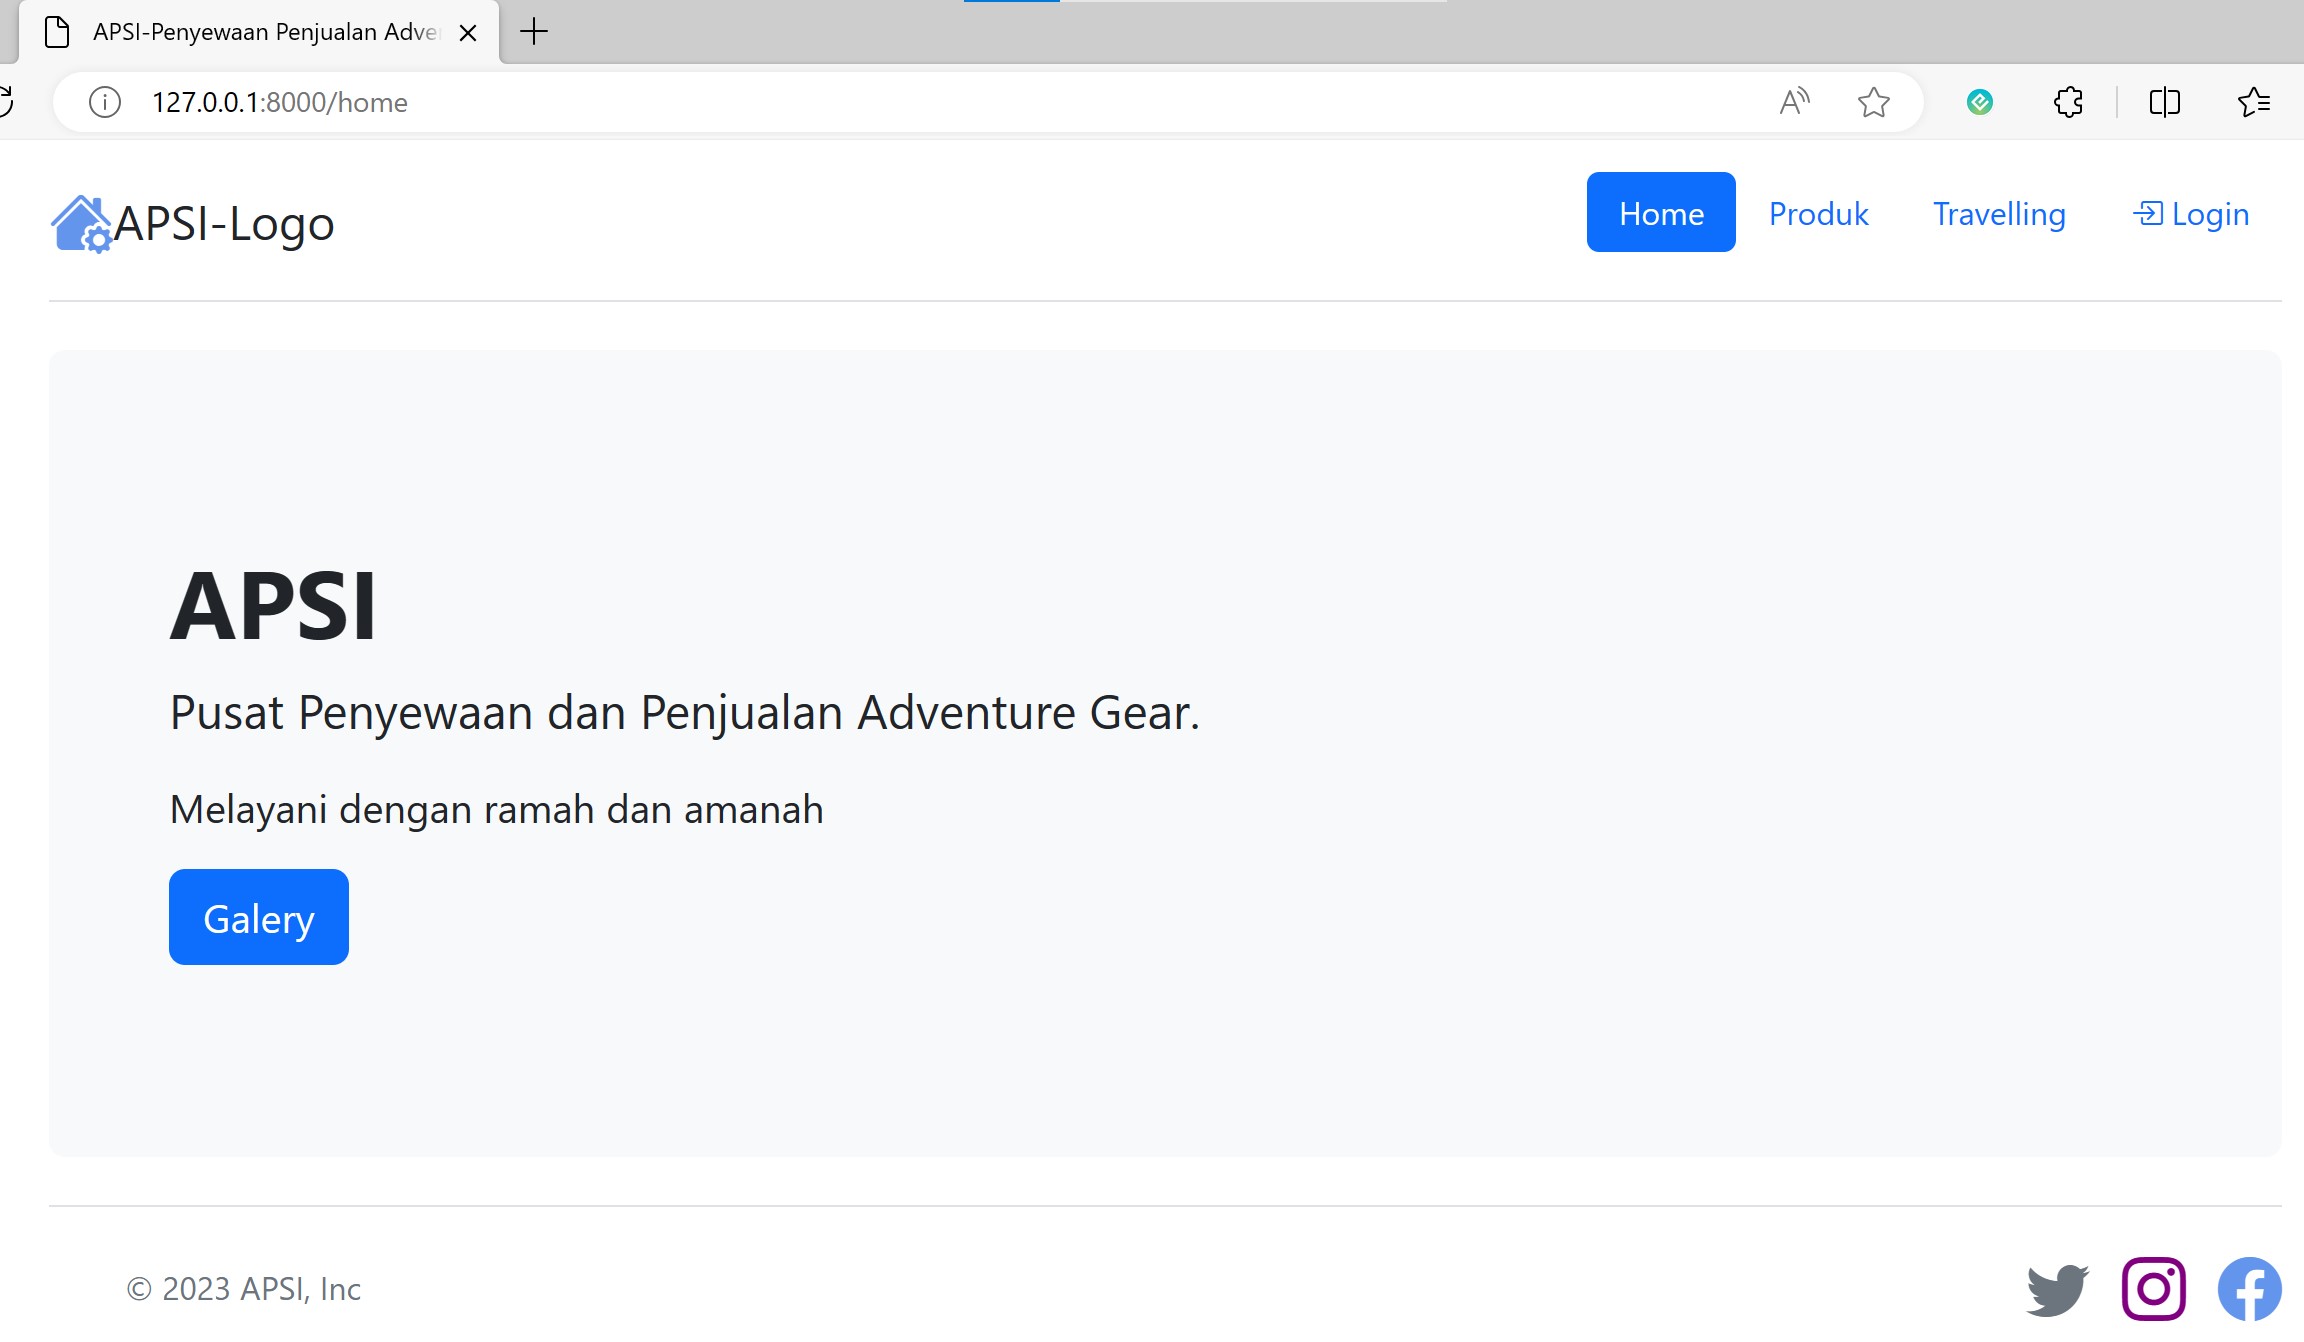 APSI-Penyewaan Penjualan Adve
127.0.0.1:8000/home
APSI-Logo
Home
Produk
Travelling
Login
APSI
Pusat Penyewaan dan Penjualan Adventure Gear.
Melayani dengan ramah dan amanah
Galery
© 2023 APSI, Inc